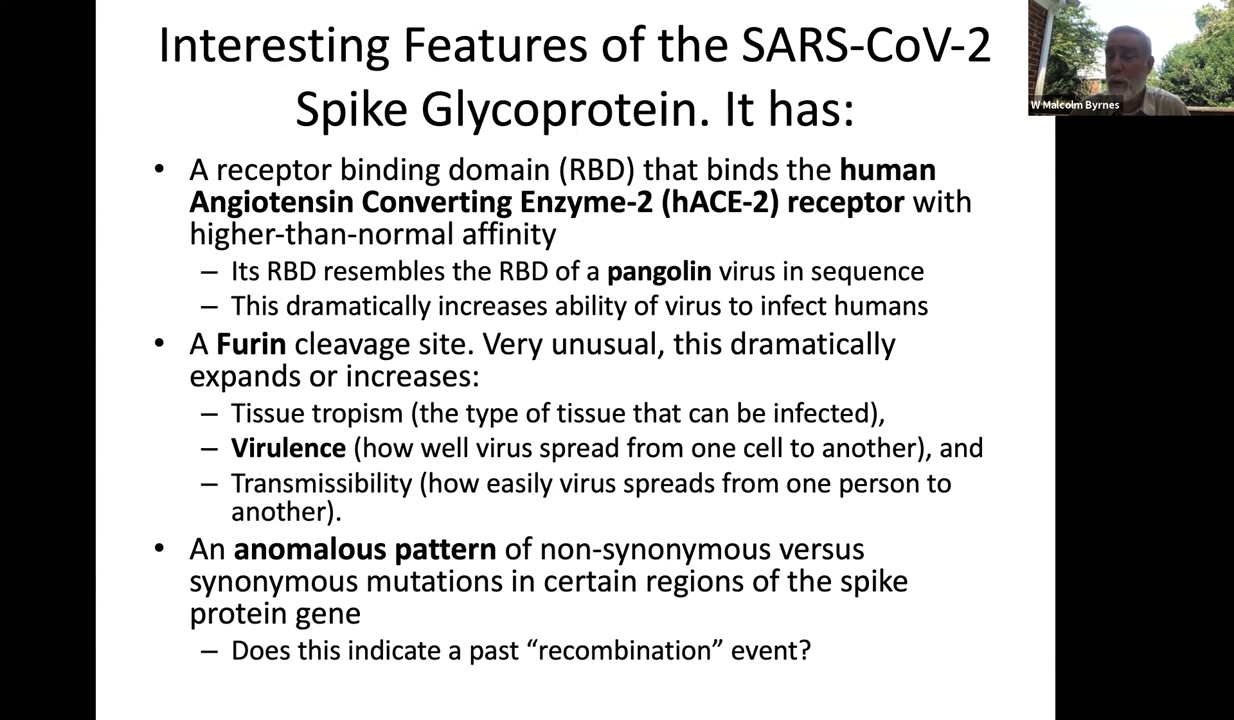 Interesting Features of the SARS-CoV-2
Spike Glycoprotein. It has:
W Malcolm Byrnes
• A receptor binding domain (RBD) that binds the human
Angiotensin Converting Enzyme-2 (hACE-2) receptor with
higher-than-normal affinity
– Its RBD resembles the RBD of a pangolin virus in sequence
– This dramatically increases ability of virus to infect humans
• A Furin cleavage site. Very unusual, this dramatically
expands or increases:
– Tissue tropism (the type of tissue that can be infected),
– Virulence (how well virus spread from one cell to another), and
– Transmissibility (how easily virus spreads from one person to
another).
• An anomalous pattern of non-synonymous versus
synonymous mutations in certain regions of the spike
protein gene
– Does this indicate a past “recombination” event?